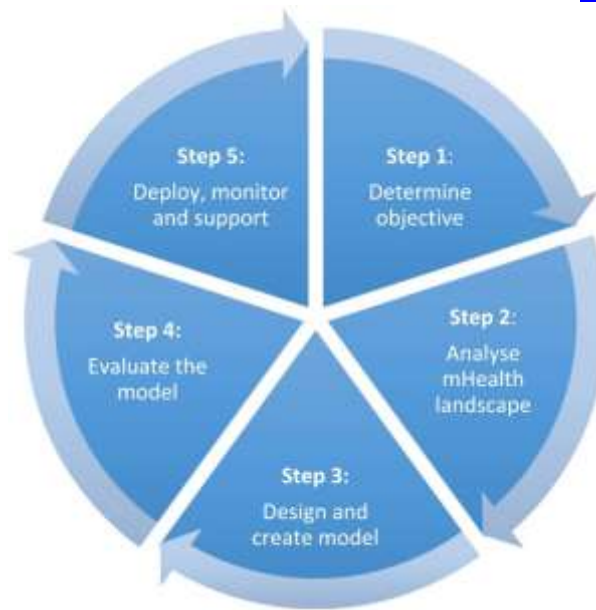 Step 1:
Determine
objective
Step 2:
Analyse
mHealth
landscape
Step 3:
Design and
create model
Step 4:
Evaluate the
model
Step 5:
Deploy, monitor
and support